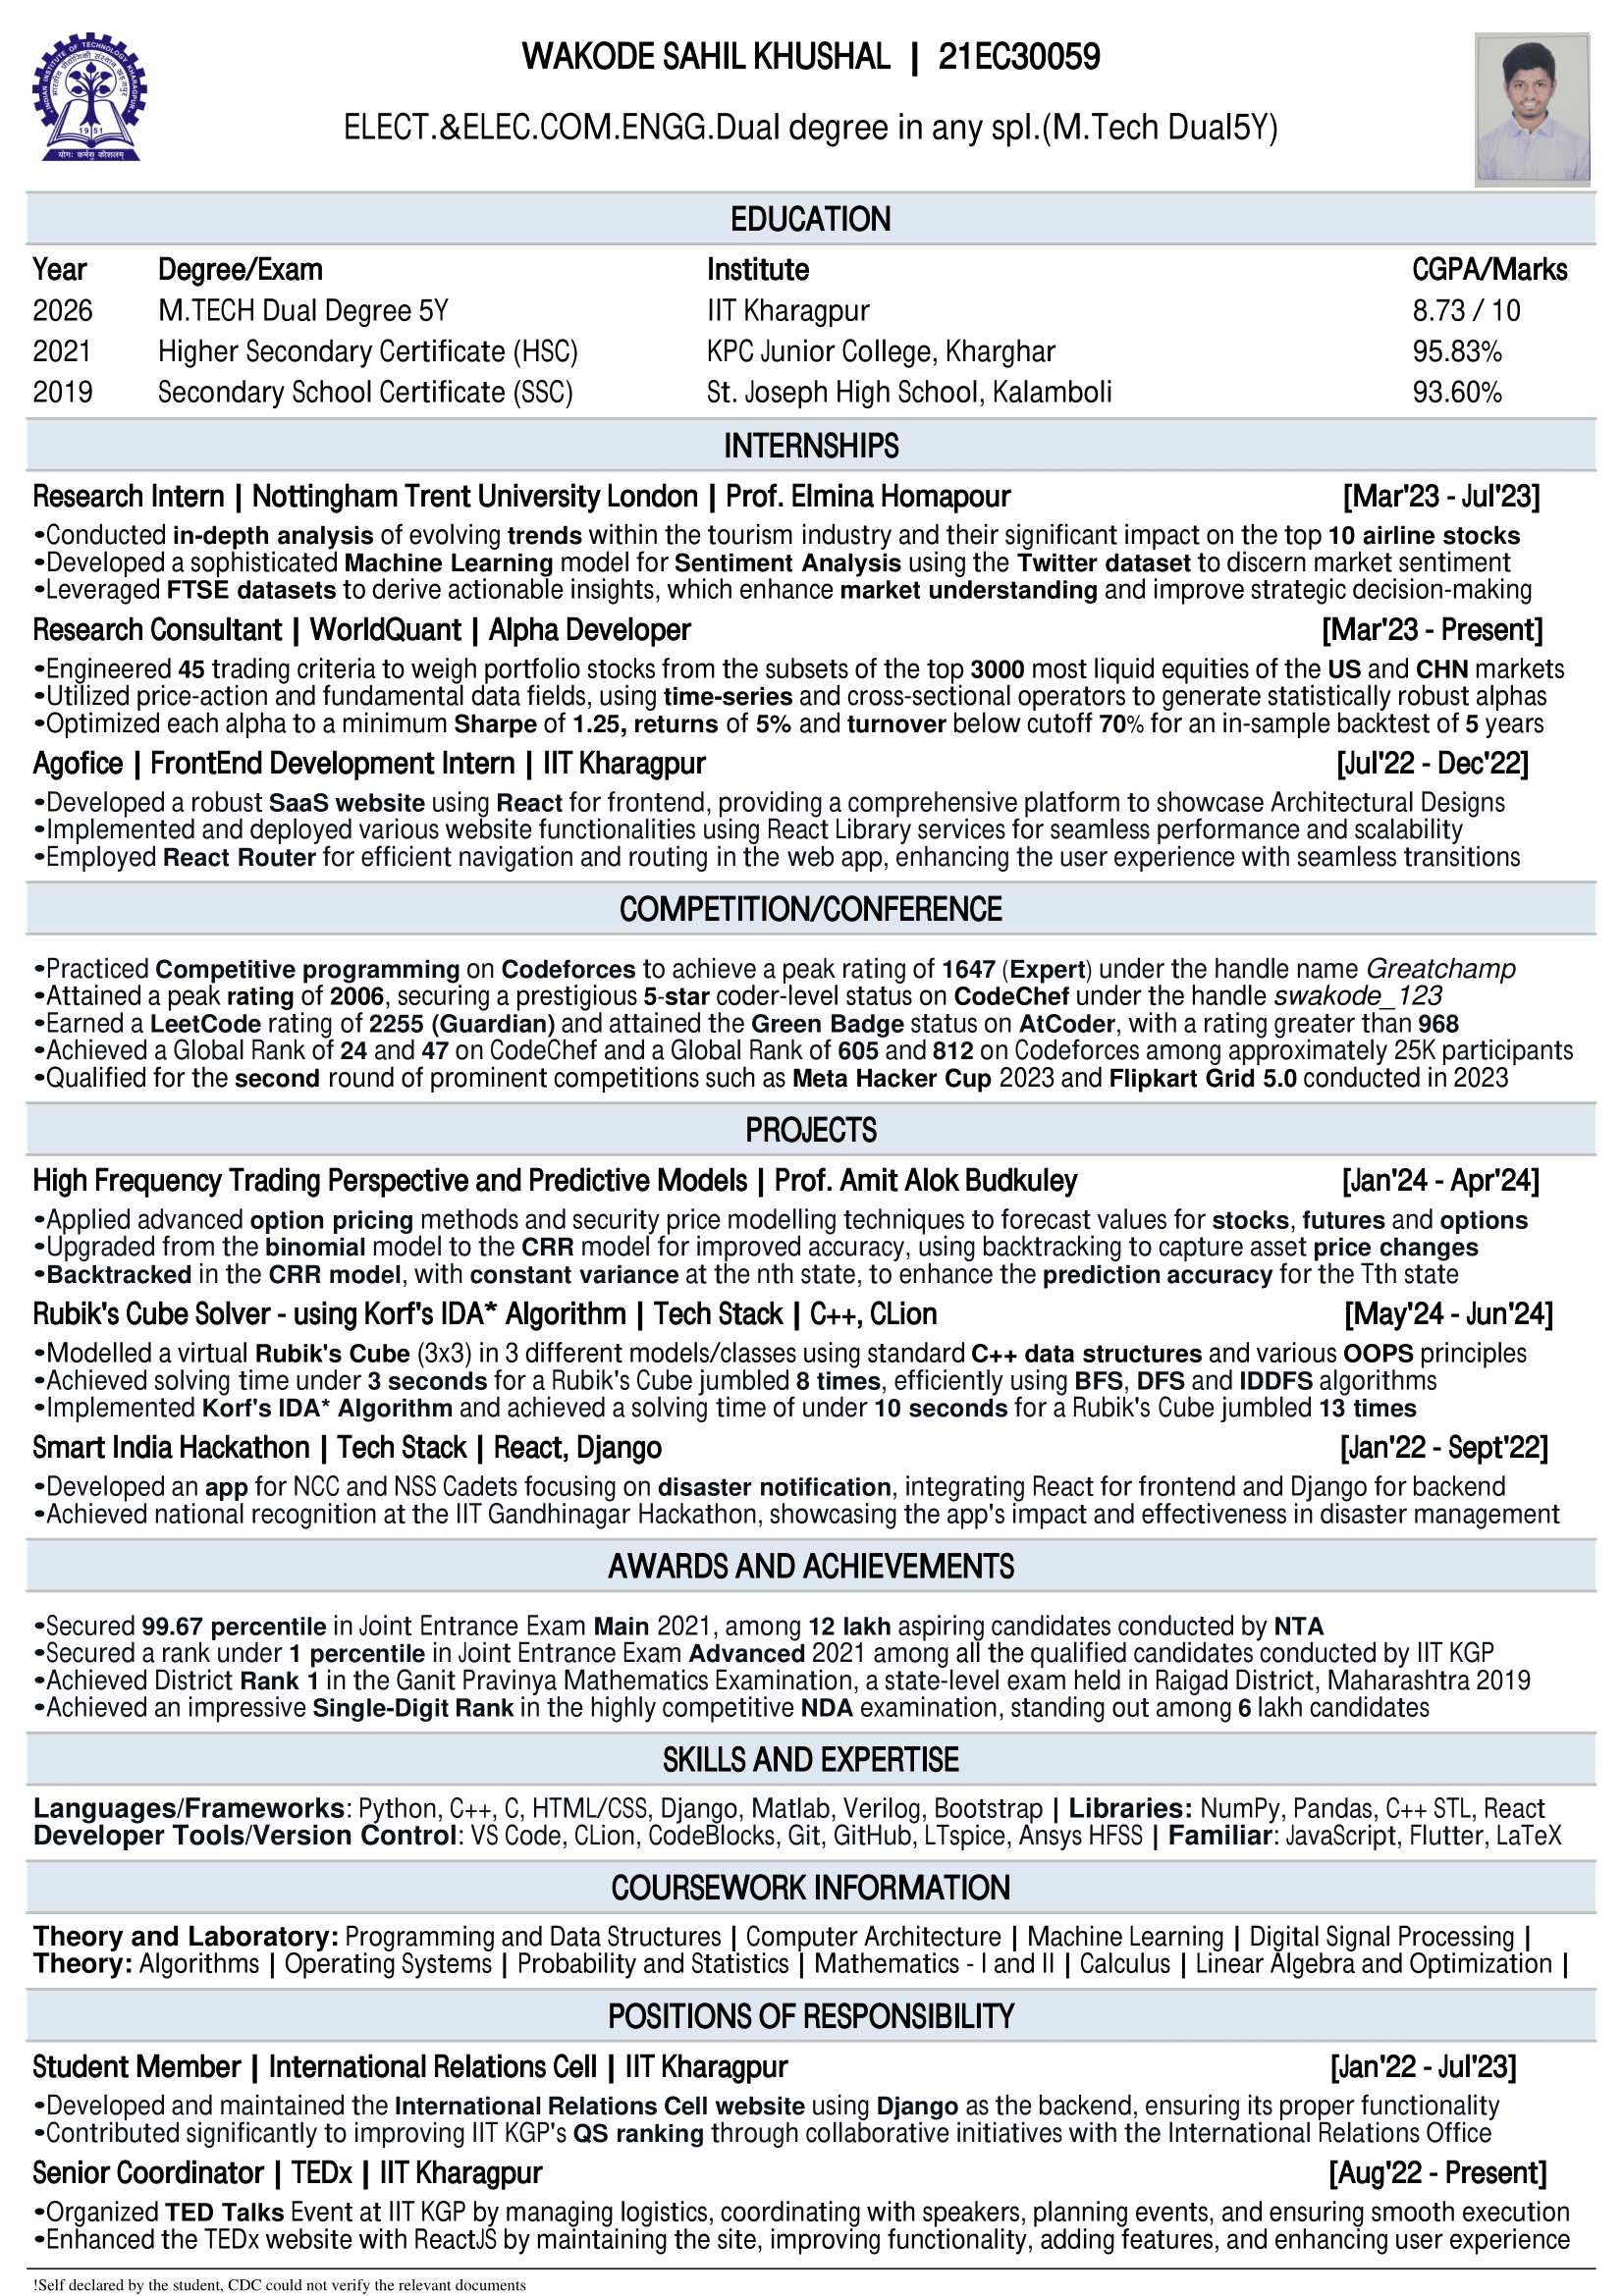 INDIAN INSTITUTE OF TECHNOLOGY KHARAGPUR
भारतीय प्रौद्योगिकी संस्थान खड़गपुर
1951
योगः कर्मसु कौशलम्
WAKODE SAHIL KHUSHAL | 21EC30059
ELECT.&ELEC.COM.ENGG.Dual degree in any spl.(M.Tech Dual5Y)
EDUCATION
Year Degree/Exam Institute CGPA/Marks
2026 M.TECH Dual Degree 5Y IIT Kharagpur 8.73 / 10
2021 Higher Secondary Certificate (HSC) KPC Junior College, Kharghar 95.83%
2019 Secondary School Certificate (SSC) St. Joseph High School, Kalamboli 93.60%
INTERNSHIPS
Research Intern | Nottingham Trent University London | Prof. Elmina Homapour [Mar'23 - Jul'23]
•Conducted in-depth analysis of evolving trends within the tourism industry and their significant impact on the top 10 airline stocks
•Developed a sophisticated Machine Learning model for Sentiment Analysis using the Twitter dataset to discern market sentiment
•Leveraged FTSE datasets to derive actionable insights, which enhance market understanding and improve strategic decision-making
Research Consultant | WorldQuant | Alpha Developer [Mar'23 - Present]
•Engineered 45 trading criteria to weigh portfolio stocks from the subsets of the top 3000 most liquid equities of the US and CHN markets
•Utilized price-action and fundamental data fields, using time-series and cross-sectional operators to generate statistically robust alphas
•Optimized each alpha to a minimum Sharpe of 1.25, returns of 5% and turnover below cutoff 70% for an in-sample backtest of 5 years
Agofice | FrontEnd Development Intern | IIT Kharagpur [Jul'22 - Dec'22]
•Developed a robust SaaS website using React for frontend, providing a comprehensive platform to showcase Architectural Designs
•Implemented and deployed various website functionalities using React Library services for seamless performance and scalability
•Employed React Router for efficient navigation and routing in the web app, enhancing the user experience with seamless transitions
COMPETITION/CONFERENCE
•Practiced Competitive programming on Codeforces to achieve a peak rating of 1647 (Expert) under the handle name Greatchamp
•Attained a peak rating of 2006, securing a prestigious 5-star coder-level status on CodeChef under the handle swakode_123
•Earned a LeetCode rating of 2255 (Guardian) and attained the Green Badge status on AtCoder, with a rating greater than 968
•Achieved a Global Rank of 24 and 47 on CodeChef and a Global Rank of 605 and 812 on Codeforces among approximately 25K participants
•Qualified for the second round of prominent competitions such as Meta Hacker Cup 2023 and Flipkart Grid 5.0 conducted in 2023
PROJECTS
High Frequency Trading Perspective and Predictive Models | Prof. Amit Alok Budkuley [Jan'24 - Apr'24]
•Applied advanced option pricing methods and security price modelling techniques to forecast values for stocks, futures and options
•Upgraded from the binomial model to the CRR model for improved accuracy, using backtracking to capture asset price changes
•Backtracked in the CRR model, with constant variance at the nth state, to enhance the prediction accuracy for the Tth state
Rubik's Cube Solver - using Korf's IDA* Algorithm | Tech Stack | C++, CLion [May'24 - Jun'24]
•Modelled a virtual Rubik's Cube (3x3) in 3 different models/classes using standard C++ data structures and various OOPS principles
•Achieved solving time under 3 seconds for a Rubik's Cube jumbled 8 times, efficiently using BFS, DFS and IDDFS algorithms
•Implemented Korf's IDA* Algorithm and achieved a solving time of under 10 seconds for a Rubik's Cube jumbled 13 times
Smart India Hackathon | Tech Stack | React, Django [Jan'22 - Sept'22]
•Developed an app for NCC and NSS Cadets focusing on disaster notification, integrating React for frontend and Django for backend
•Achieved national recognition at the IIT Gandhinagar Hackathon, showcasing the app's impact and effectiveness in disaster management
AWARDS AND ACHIEVEMENTS
•Secured 99.67 percentile in Joint Entrance Exam Main 2021, among 12 lakh aspiring candidates conducted by NTA
•Secured a rank under 1 percentile in Joint Entrance Exam Advanced 2021 among all the qualified candidates conducted by IIT KGP
•Achieved District Rank 1 in the Ganit Pravinya Mathematics Examination, a state-level exam held in Raigad District, Maharashtra 2019
•Achieved an impressive Single-Digit Rank in the highly competitive NDA examination, standing out among 6 lakh candidates
SKILLS AND EXPERTISE
Languages/Frameworks: Python, C++, C, HTML/CSS, Django, Matlab, Verilog, Bootstrap | Libraries: NumPy, Pandas, C++ STL, React
Developer Tools/Version Control: VS Code, CLion, CodeBlocks, Git, GitHub, LTspice, Ansys HFSS | Familiar: JavaScript, Flutter, LaTeX
COURSEWORK INFORMATION
Theory and Laboratory: Programming and Data Structures | Computer Architecture | Machine Learning | Digital Signal Processing |
Theory: Algorithms | Operating Systems | Probability and Statistics | Mathematics - I and II | Calculus | Linear Algebra and Optimization |
POSITIONS OF RESPONSIBILITY
Student Member | International Relations Cell | IIT Kharagpur [Jan'22 - Jul'23]
•Developed and maintained the International Relations Cell website using Django as the backend, ensuring its proper functionality
•Contributed significantly to improving IIT KGP's QS ranking through collaborative initiatives with the International Relations Office
Senior Coordinator | TEDx | IIT Kharagpur [Aug'22 - Present]
•Organized TED Talks Event at IIT KGP by managing logistics, coordinating with speakers, planning events, and ensuring smooth execution
•Enhanced the TEDx website with ReactJS by maintaining the site, improving functionality, adding features, and enhancing user experience
!Self declared by the student, CDC could not verify the relevant documents